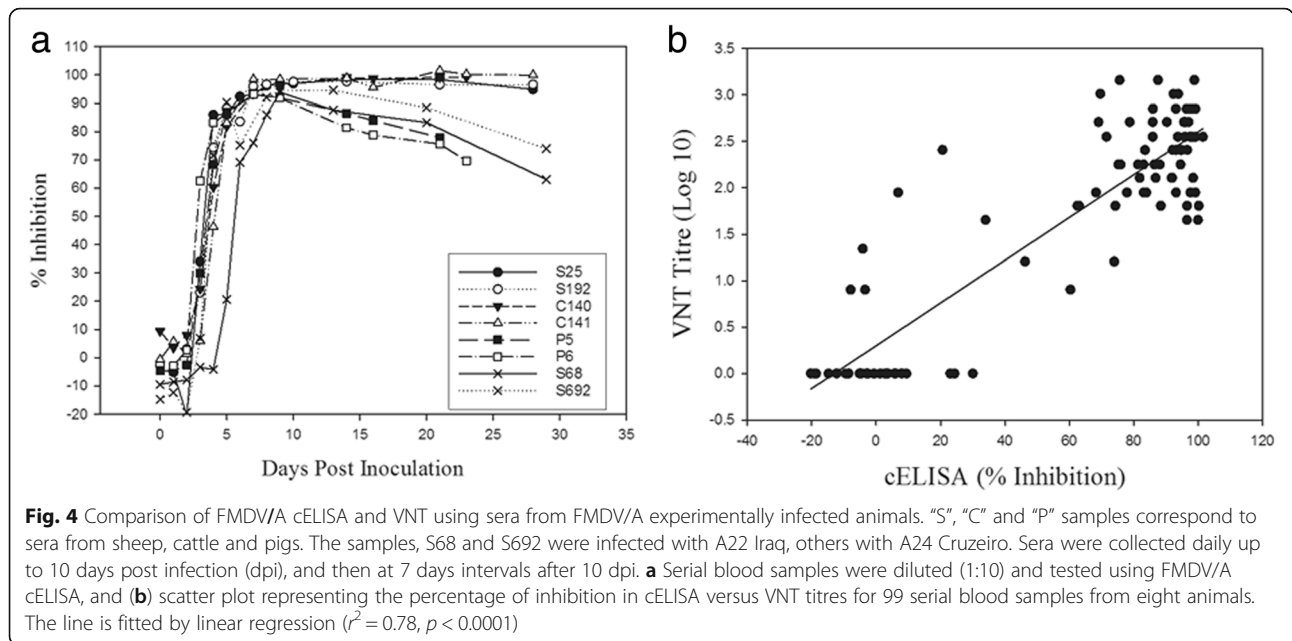 a
110
100
90
80
70
60
50
40
30
20
10
0
-10
-20
% Inhibition
0 5 10 15 20 25 30 35
Days Post Inoculation
S25
S192
C140
C141
P5
P6
S68
S692
b
3.5
3.0
2.5
2.0
1.5
1.0
0.5
0.0
-0.5
VNT Titre (Log 10)
-40 -20 0 20 40 60 80 100 120
cELISA (% Inhibition)
Fig. 4 Comparison of FMDV/A cELISA and VNT using sera from FMDV/A experimentally infected animals. “S”, “C” and “P” samples correspond to
sera from sheep, cattle and pigs. The samples, S68 and S692 were infected with A22 Iraq, others with A24 Cruzeiro. Sera were collected daily up
to 10 days post infection (dpi), and then at 7 days intervals after 10 dpi. a Serial blood samples were diluted (1:10) and tested using FMDV/A
cELISA, and (b) scatter plot representing the percentage of inhibition in cELISA versus VNT titres for 99 serial blood samples from eight animals.
The line is fitted by linear regression (r² = 0.78, p < 0.0001)